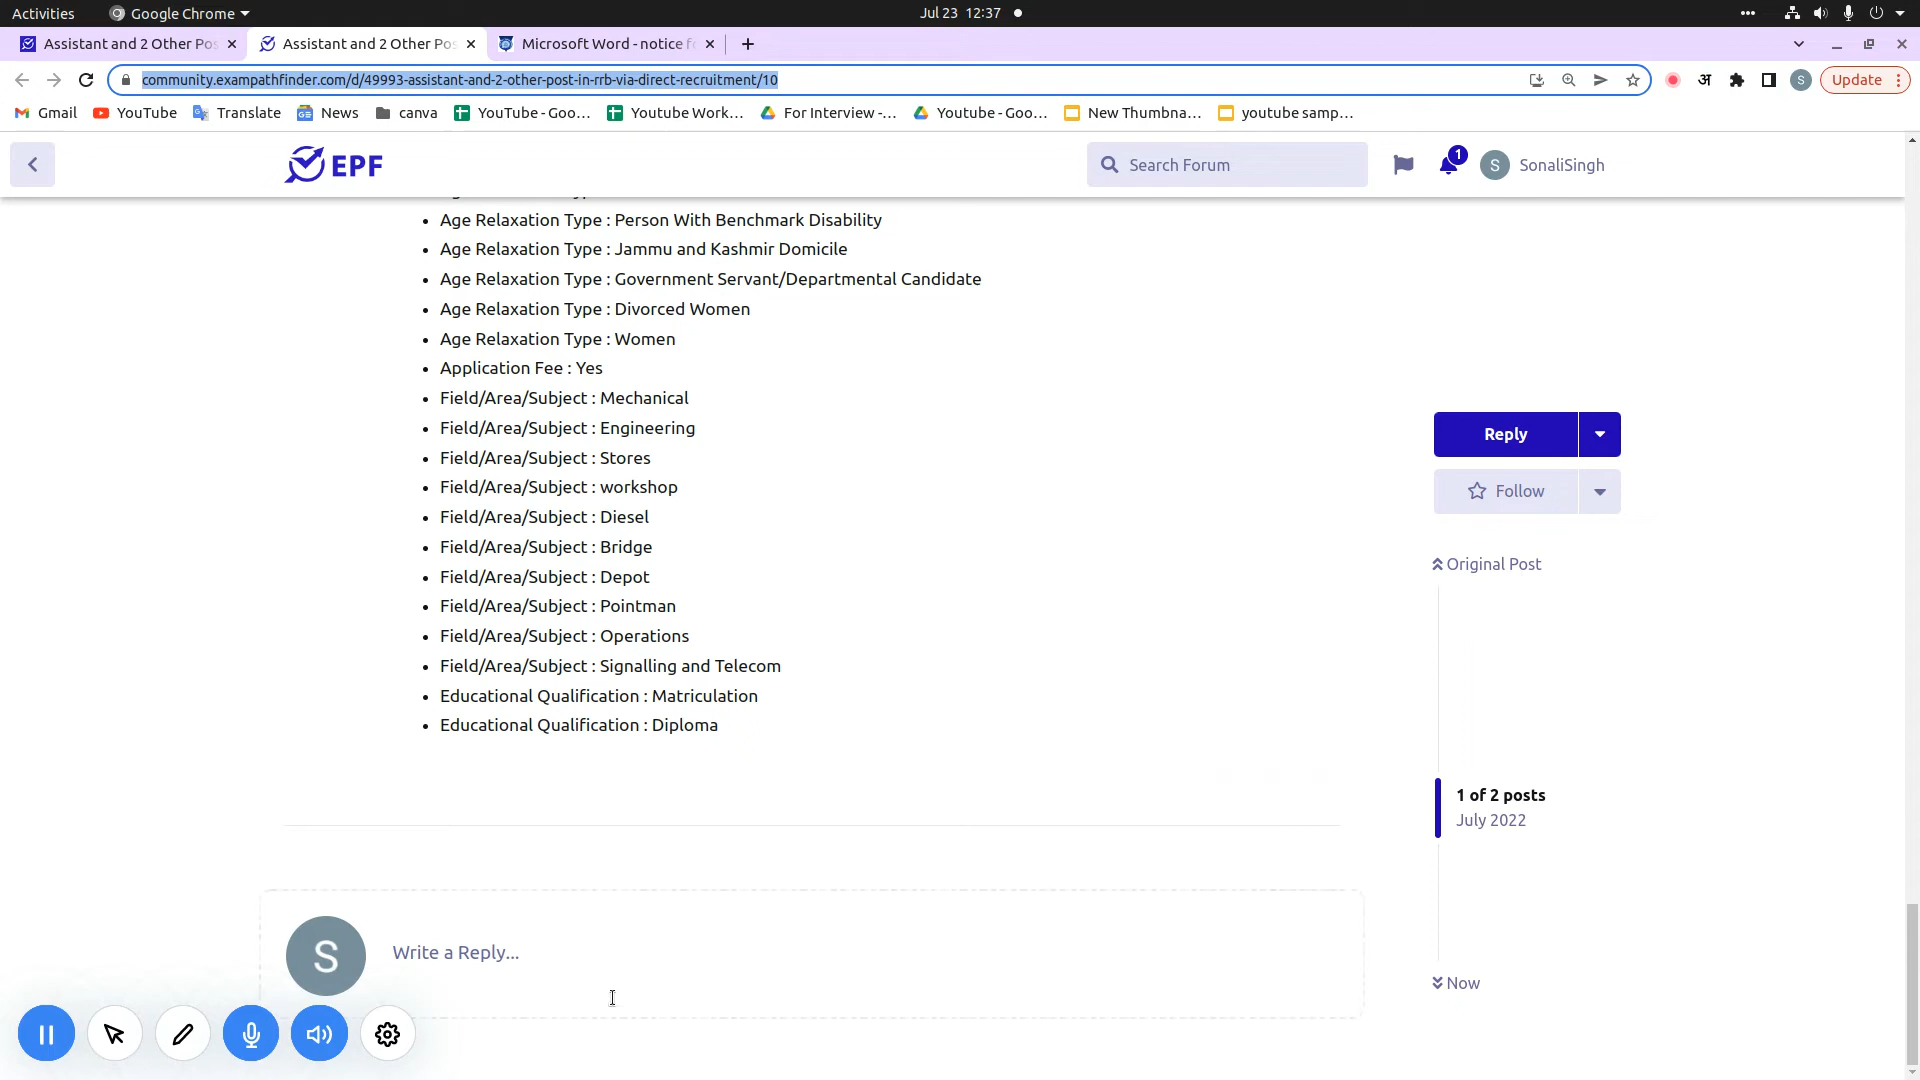 Activities
Google Chrome
Jul 23 12:37
Assistant and 2 Other Pos
Assistant and 2 Other Pos
Microsoft Word - notice f
community.exampathfinder.com/d/49993-assistant-and-2-other-post-in-rrb-via-direct-recruitment/10
अ
S
Update
Gmail
YouTube
Translate
News
canva
YouTube - Goo...
Youtube Work...
For Interview -...
Youtube - Goo...
New Thumbna...
youtube samp...
EPF
Search Forum
1
S
SonaliSingh
Age Relaxation Type : Person With Benchmark Disability
Age Relaxation Type : Jammu and Kashmir Domicile
Age Relaxation Type : Government Servant/Departmental Candidate
Age Relaxation Type : Divorced Women
Age Relaxation Type : Women
Application Fee : Yes
Field/Area/Subject : Mechanical
Field/Area/Subject : Engineering
Field/Area/Subject : Stores
Field/Area/Subject : workshop
Field/Area/Subject : Diesel
Field/Area/Subject : Bridge
Field/Area/Subject : Depot
Field/Area/Subject : Pointman
Field/Area/Subject : Operations
Field/Area/Subject : Signalling and Telecom
Educational Qualification : Matriculation
Educational Qualification : Diploma
Reply
Follow
Original Post
1 of 2 posts
July 2022
Now
S
Write a Reply...